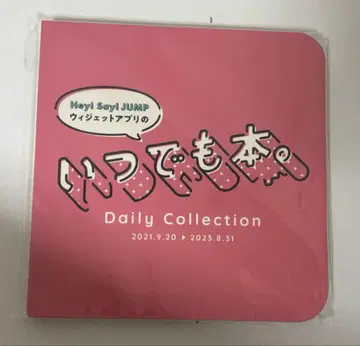 Hey! Say! JUMP
ウィジェットアプリの
いつでも本。
Daily Collection
2021.9.20 ▶ 2023.8.31